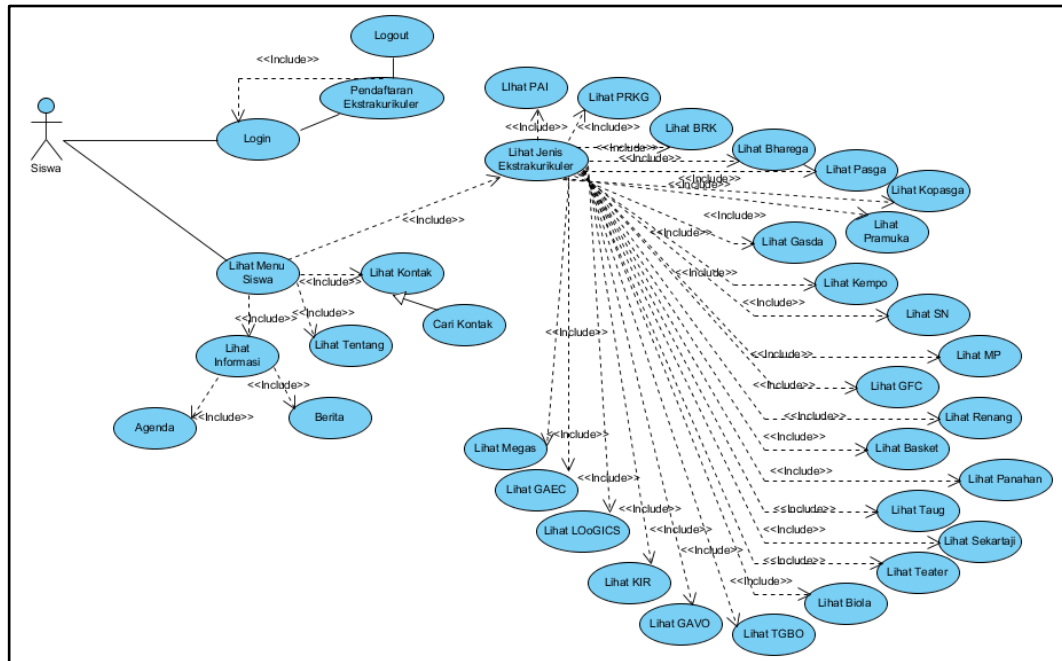 Logout
<<Include>>
Pendaftaran
Ekstrakurikuler
Login
Siswa
LIhat PAI
Lihat PRKG
<<Include>>
<<Include>>
Lihat BRK
<<Include>>
Lihat Jenis
Ekstrakurikuler
Lihat Bharega
<<Include>>
Lihat Pasga
<<Include>>
Lihat Kopasga
<<Include>>
Lihat
Pramuka
<<Include>>
<<Include>>
Lihat Gasda
<<Include>>
Lihat Menu
Siswa
<<Include>>
Lihat Kontak
Cari Kontak
<<Include>>
<<Include>>
Lihat Tentang
Lihat
Informasi
<<Include>>
<<Include>>
Agenda
Berita
<<Include>>
Lihat Kempo
<<Include>>
Lihat SN
<<Include>>
<<Include>>
Lihat MP
<<Include>>
Lihat GFC
<<Include>>
Lihat Renang
<<Include>>
Lihat Basket
<<Include>>
Lihat Panahan
<<Include>>
Lihat Taug
<<Include>>
Lihat Sekartaji
<<Include>>
Lihat Teater
<<Include>>
Lihat Biola
<<Include>>
Lihat Megas
<<Include>>
Lihat GAEC
<<Include>>
Lihat LOoGICS
<<Include>>
Lihat KIR
<<Include>>
Lihat GAVO
<<Include>>
Lihat TGBO